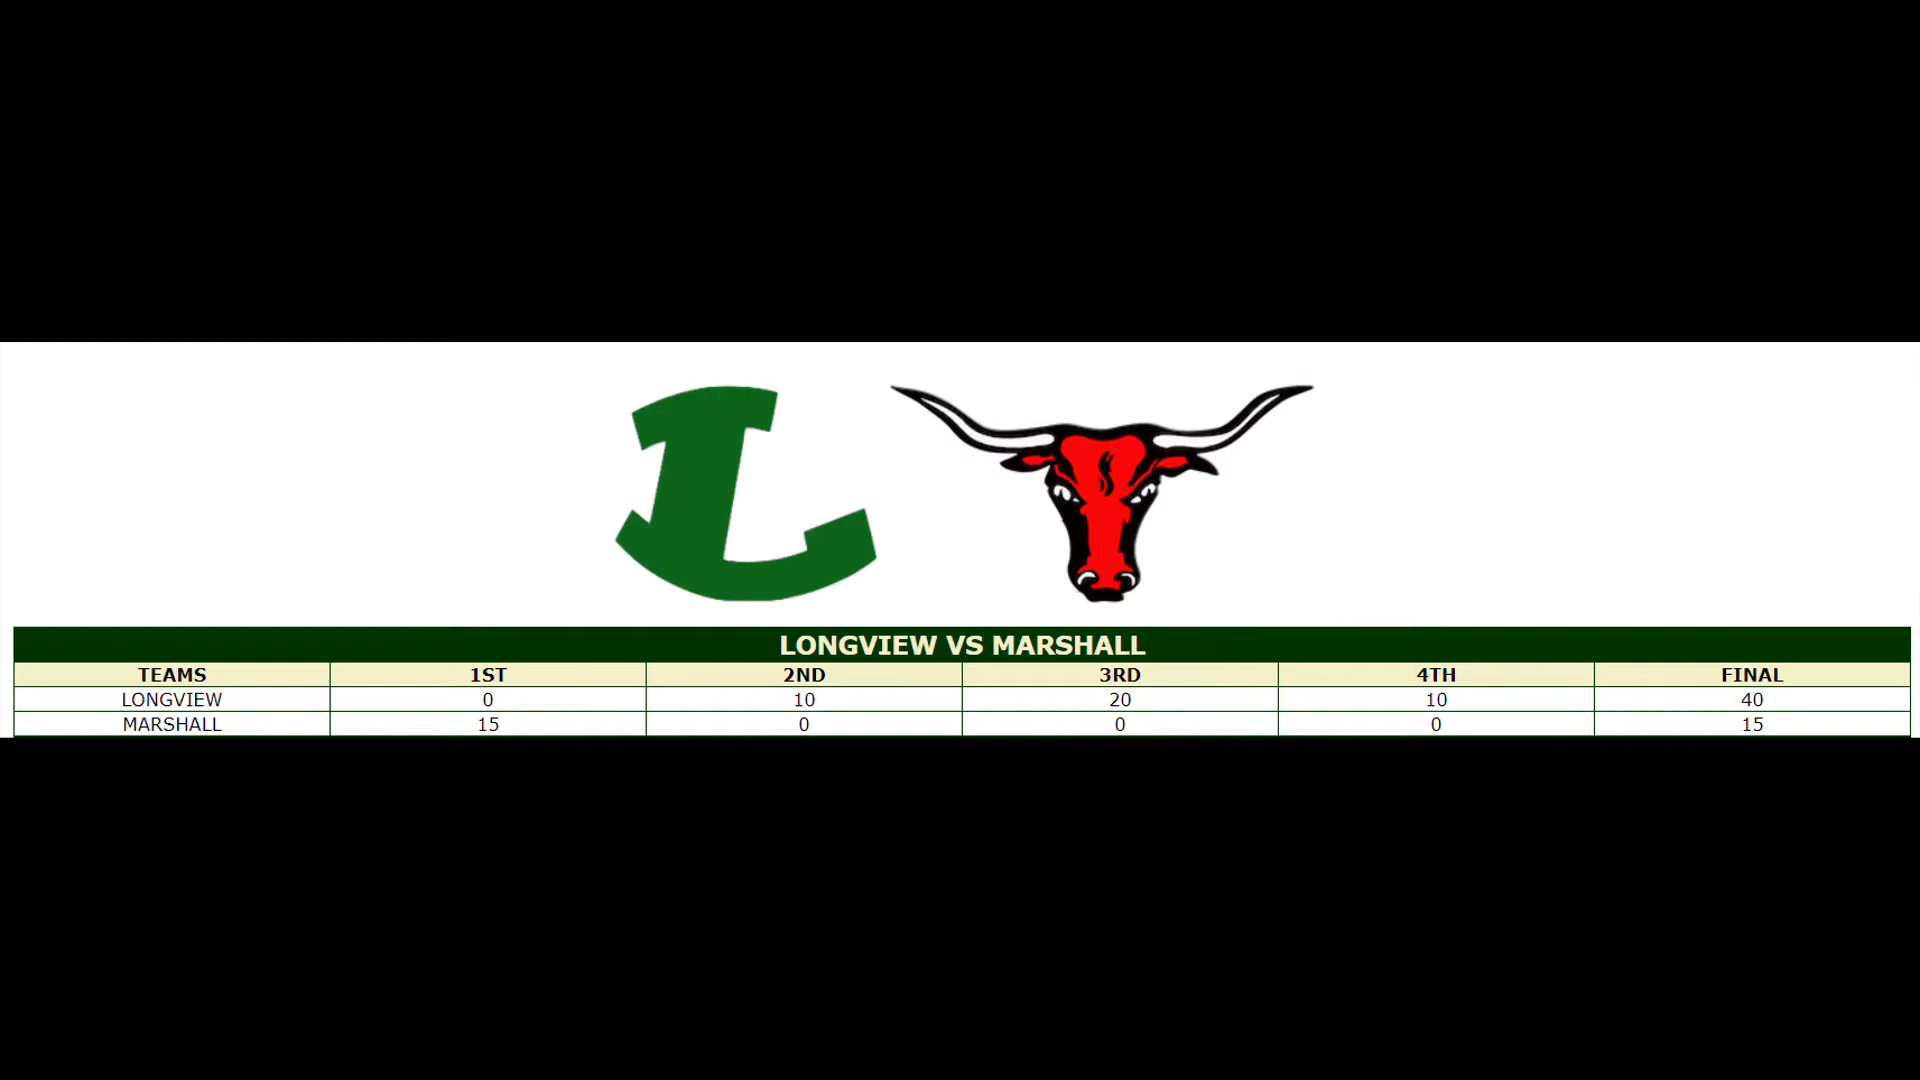 L
LONGVIEW VS MARSHALL
TEAMS 1ST 2ND 3RD 4TH FINAL
LONGVIEW 0 10 20 10 40
MARSHALL 15 0 0 0 15